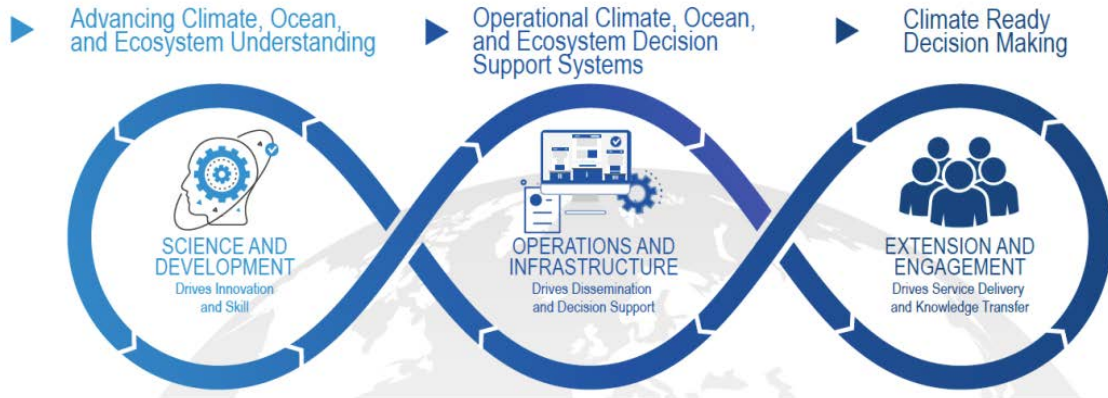 Advancing Climate, Ocean,
and Ecosystem Understanding
Operational Climate, Ocean,
and Ecosystem Decision
Support Systems
Climate Ready
Decision Making
SCIENCE AND
DEVELOPMENT
Drives Innovation
and Skill
OPERATIONS AND
INFRASTRUCTURE
Drives Dissemination
and Decision Support
EXTENSION AND
ENGAGEMENT
Drives Service Delivery
and Knowledge Transfer